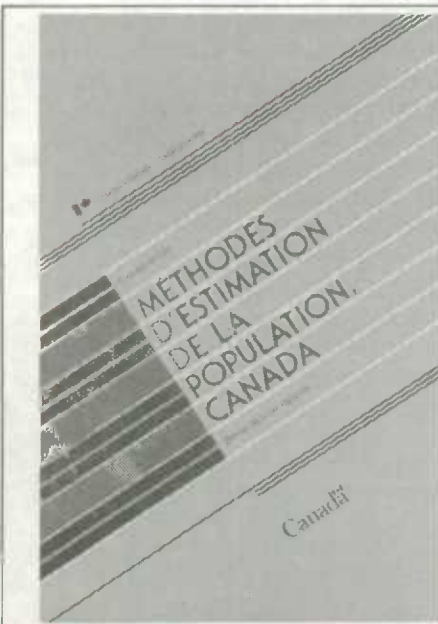 MÉTHODES
D'ESTIMATION
DE LA
POPULATION,
CANADA
Canada